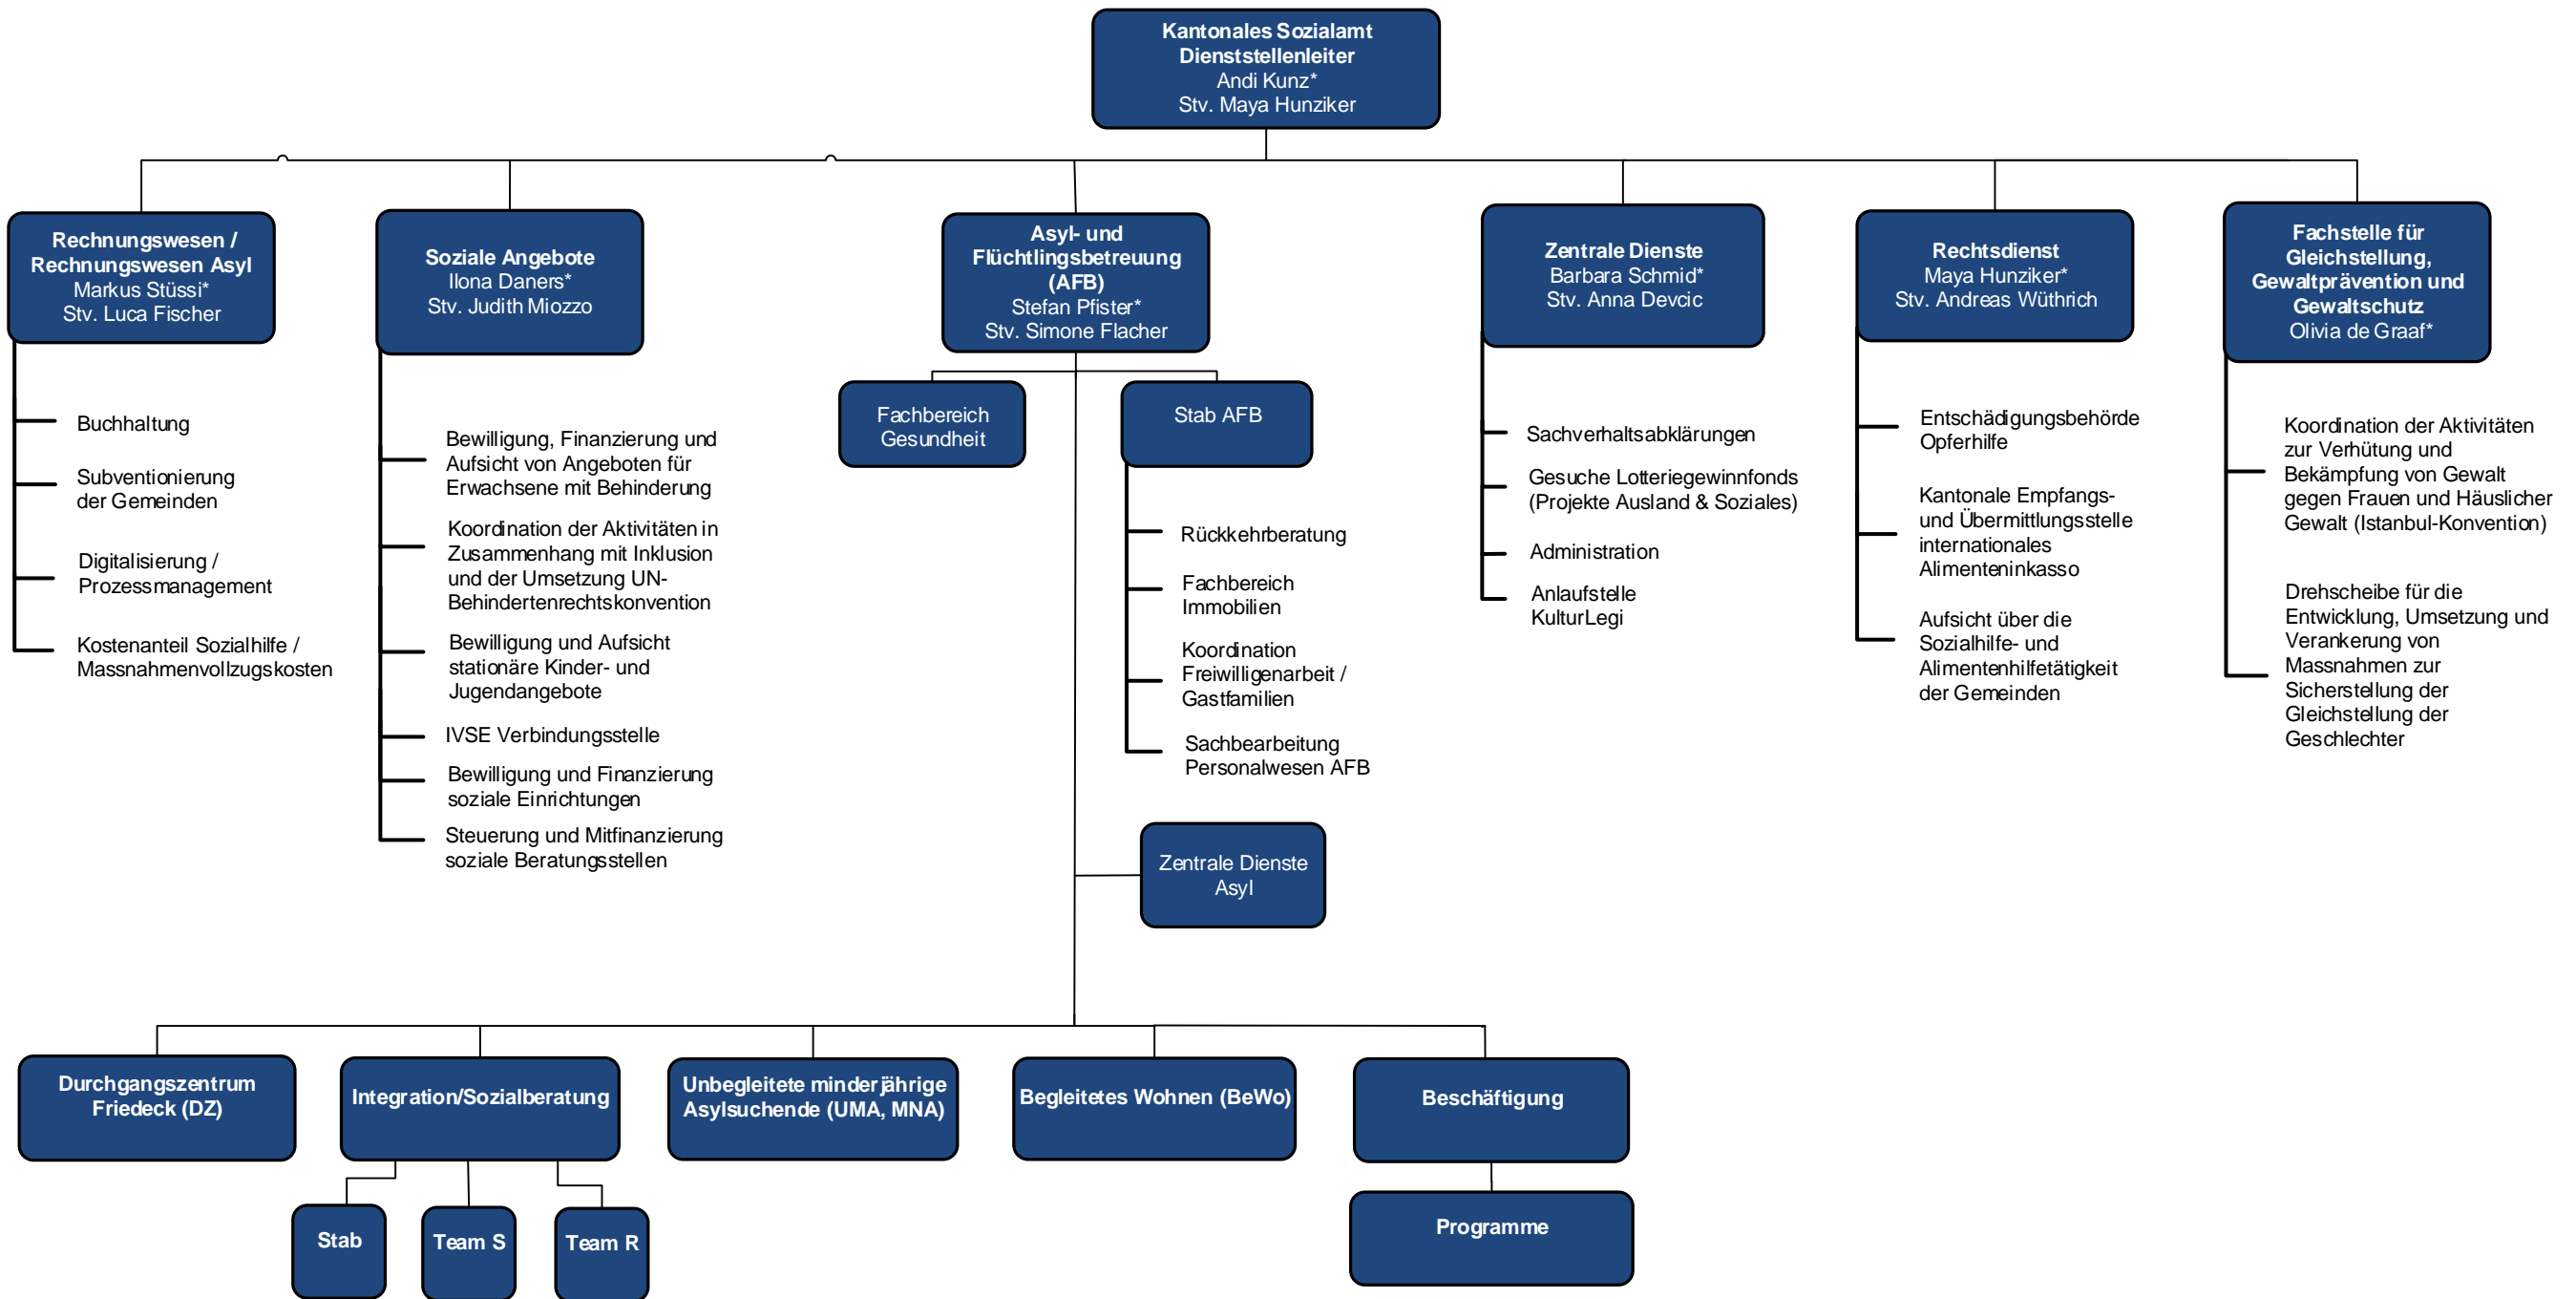 Kantonales Sozialamt
Dienststellenleiter
Andi Kunz*
Stv. Maya Hunziker
Rechnungswesen /
Rechnungswesen Asyl
Markus Stüssi*
Stv. Luca Fischer
Buchhaltung
Subventionierung
der Gemeinden
Digitalisierung /
Prozessmanagement
Kostenanteil Sozialhilfe /
Massnahmenvollzugskosten
Soziale Angebote
Ilona Daners*
Stv. Judith Miozzo
Bewilligung, Finanzierung und
Aufsicht von Angeboten für
Erwachsene mit Behinderung
Koordination der Aktivitäten in
Zusammenhang mit Inklusion
und der Umsetzung UN-
Behindertenrechtskonvention
Bewilligung und Aufsicht
stationäre Kinder- und
Jugendangebote
IVSE Verbindungsstelle
Bewilligung und Finanzierung
soziale Einrichtungen
Steuerung und Mitfinanzierung
soziale Beratungsstellen
Asyl- und
Flüchtlingsbetreuung
(AFB)
Stefan Pfister*
Stv. Simone Flacher
Fachbereich
Gesundheit
Stab AFB
Rückkehrberatung
Fachbereich
Immobilien
Koordination
Freiwilligenarbeit /
Gastfamilien
Sachbearbeitung
Personalwesen AFB
Zentrale Dienste
Asyl
Zentrale Dienste
Barbara Schmid*
Stv. Anna Devcic
Sachverhaltsabklärungen
Gesuche Lotteriegewinnfonds
(Projekte Ausland & Soziales)
Administration
Anlaufstelle
KulturLegi
Rechtsdienst
Maya Hunziker*
Stv. Andreas Wüthrich
Entschädigungsbehörde
Opferhilfe
Kantonale Empfangs-
und Übermittlungsstelle
internationales
Alimenteninkasso
Aufsicht über die
Sozialhilfe- und
Alimentenhilfetätigkeit
der Gemeinden
Fachstelle für
Gleichstellung,
Gewaltprävention und
Gewaltschutz
Olivia de Graaf*
Koordination der Aktivitäten
zur Verhütung und
Bekämpfung von Gewalt
gegen Frauen und Häuslicher
Gewalt (Istanbul-Konvention)
Drehscheibe für die
Entwicklung, Umsetzung und
Verankerung von
Massnahmen zur
Sicherstellung der
Gleichstellung der
Geschlechter
Durchgangszentrum
Friedeck (DZ)
Integration/Sozialberatung
Stab
Team S
Team R
Unbegleitete minderjährige
Asylsuchende (UMA, MNA)
Begleitetes Wohnen (BeWo)
Beschäftigung
Programme